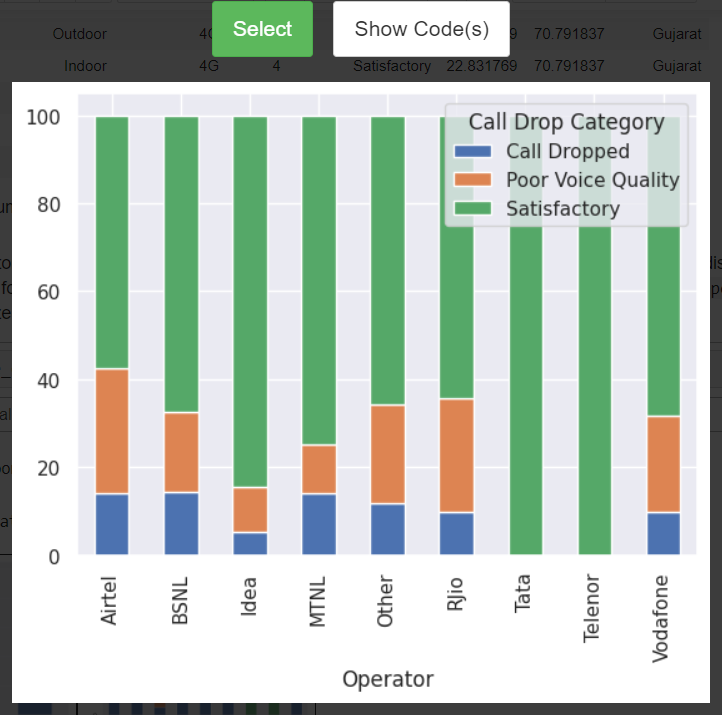 Select
Show Code(s)
Outdoor 70.791837 Gujarat
Indoor 4G 4 Satisfactory 22.831769 70.791837 Gujarat
Call Drop Category
Call Dropped
Poor Voice Quality
Satisfactory
100
80
60
40
20
0
Airtel
BSNL
Idea
MTNL
Other
RJio
Tata
Telenor
Vodafone
Operator